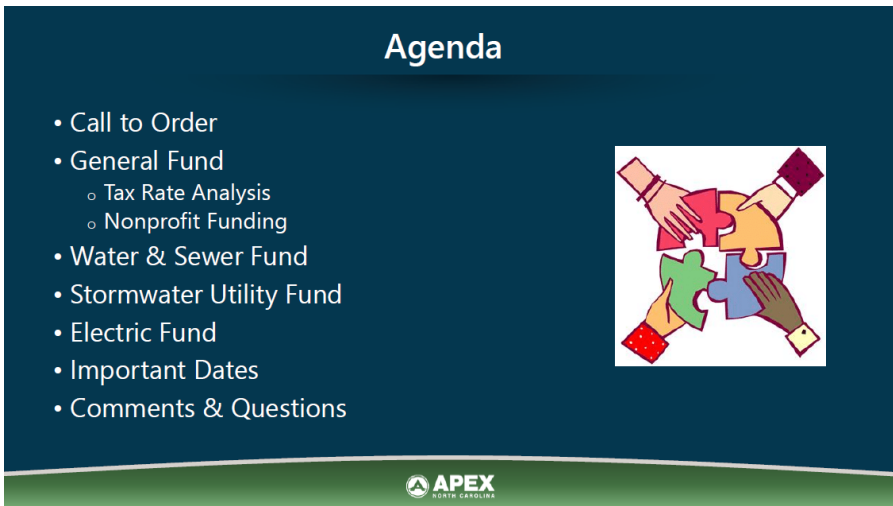 Agenda
• Call to Order
• General Fund
o Tax Rate Analysis
o Nonprofit Funding
• Water & Sewer Fund
• Stormwater Utility Fund
• Electric Fund
• Important Dates
• Comments & Questions
APEX
NORTH CAROLINA